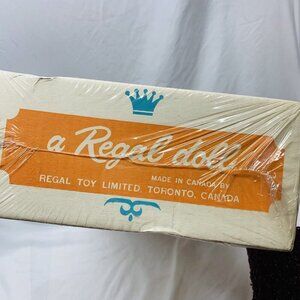 a Regal doll
MADE IN CANADA BY
REGAL TOY LIMITED, TORONTO, CANADA